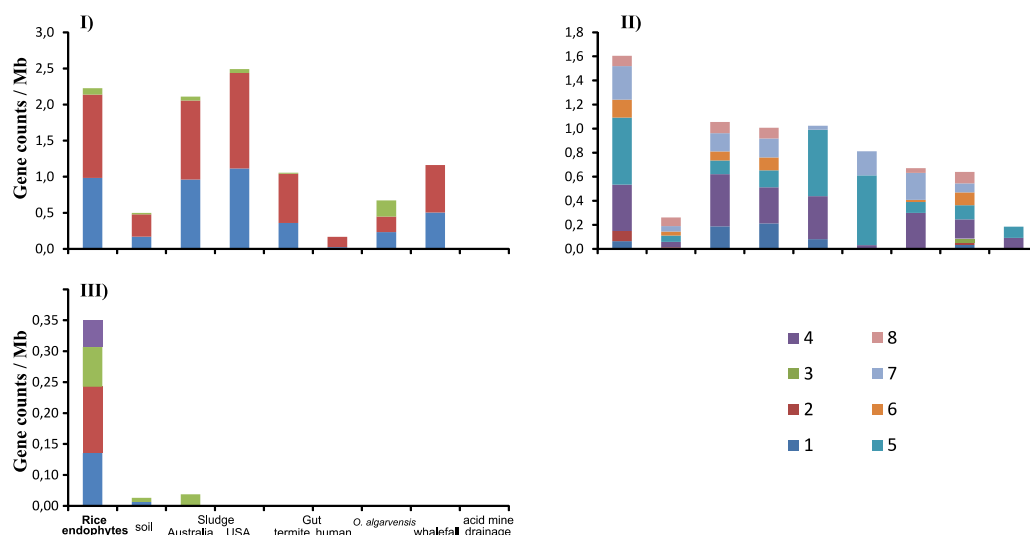 I)
Gene counts / Mb
3,0
2,5
2,0
1,5
1,0
0,5
0,0
II)
1,8
1,6
1,4
1,2
1,0
0,8
0,6
0,4
0,2
0,0
III)
Gene counts / Mb
0,35
0,30
0,25
0,20
0,15
0,10
0,00
Rice endophytes
soil
Sludge
Australia USA
Gut
termite human
O. algarvensis
whalefall
acid mine drainage
4 8
3 7
2 6
1 5